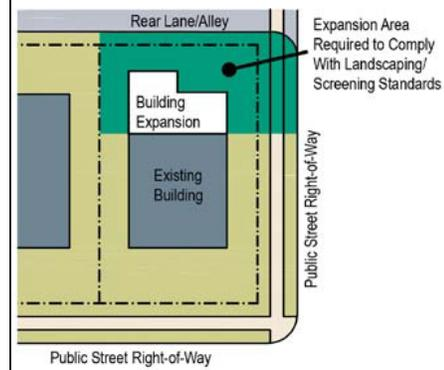 Rear Lane/Alley
Expansion Area
Required to Comply
With Landscaping/
Screening Standards
Building
Expansion
Existing
Building
Public Street Right-of-Way
Public Street Right-of-Way